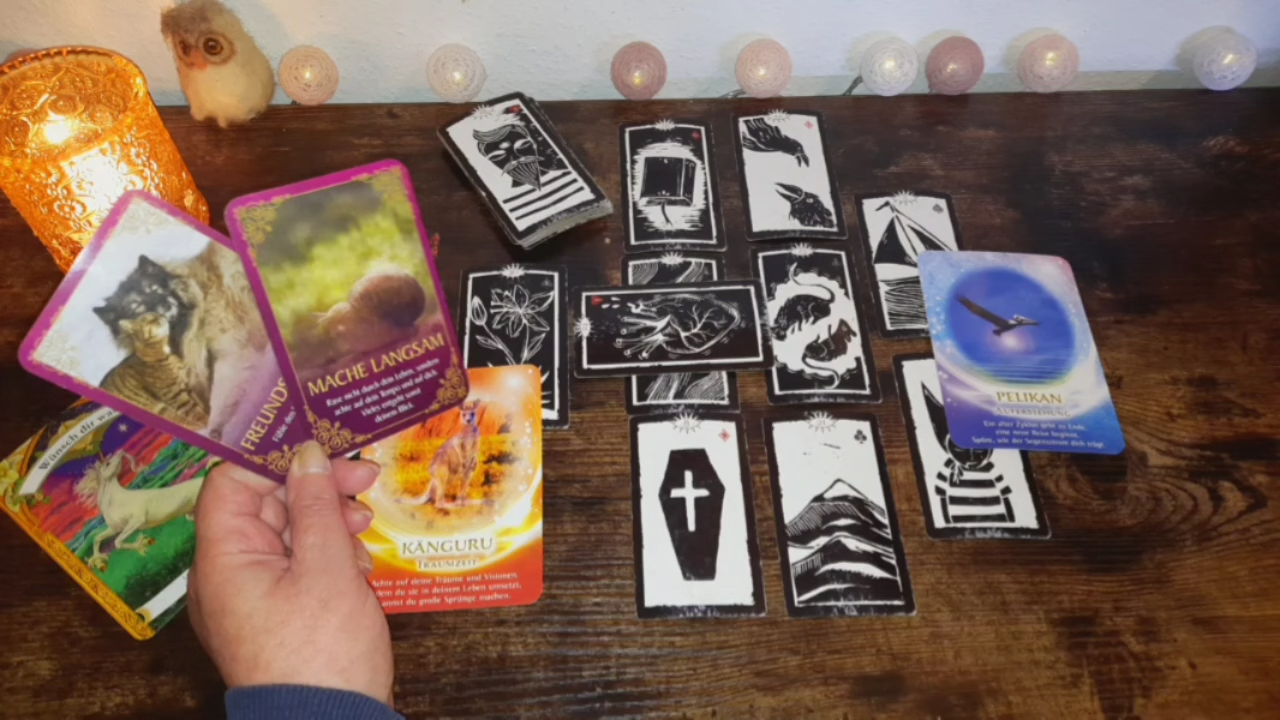 MACHE LANGSAM
Rase nicht durch dein Leben, sondern
achte auf dein Tempo und auf dich.
Vieles entgeht sonst
deinem Blick.
FREUNDS
Wünsch dir wa
KÄNGURU
TRAUMZEIT
Achte auf deine Träume und Visionen.
dem du sie in deinem Leben umsetzt,
annst du große Sprünge machen.
PELIKAN
AUFERSTEHUNG
Ein alter Zyklus geht zu Ende,
eine neue Reise beginnt.
Spüre, wie der Segensstrom dich trägt.